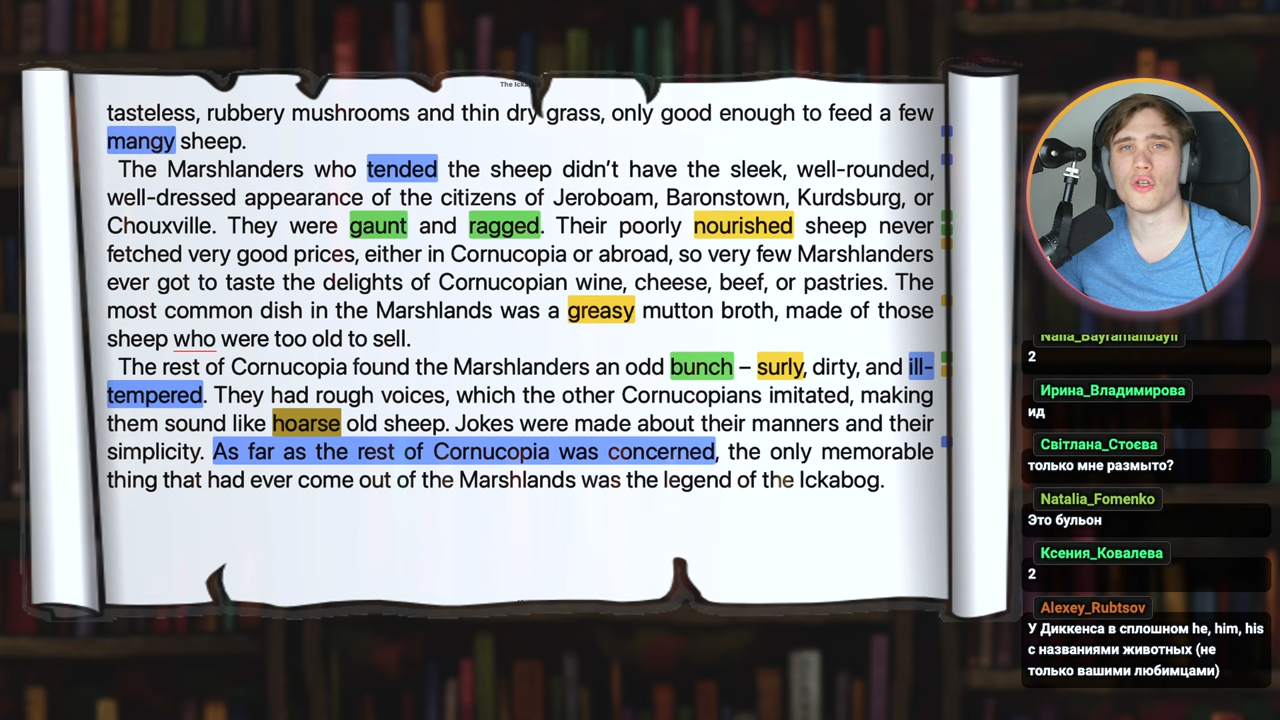 The Icka
tasteless, rubbery mushrooms and thin dry grass, only good enough to feed a few
mangy sheep.
The Marshlanders who tended the sheep didn’t have the sleek, well-rounded,
well-dressed appearance of the citizens of Jeroboam, Baronstown, Kurdsburg, or
Chouxville. They were gaunt and ragged. Their poorly nourished sheep never
fetched very good prices, either in Cornucopia or abroad, so very few Marshlanders
ever got to taste the delights of Cornucopian wine, cheese, beef, or pastries. The
most common dish in the Marshlands was a greasy mutton broth, made of those
sheep who were too old to sell.
The rest of Cornucopia found the Marshlanders an odd bunch – surly, dirty, and ill-
tempered. They had rough voices, which the other Cornucopians imitated, making
them sound like hoarse old sheep. Jokes were made about their manners and their
simplicity. As far as the rest of Cornucopia was concerned, the only memorable
thing that had ever come out of the Marshlands was the legend of the Ickabog.
2
Ирина_Владимирова
ид
Світлана_Стоєва
только мне размыто?
Natalia_Fomenko
Это бульон
Ксения_Ковалева
2
Alexey_Rubtsov
У Диккенса в сплошном he, him, his
с названиями животных (не
только вашими любимцами)